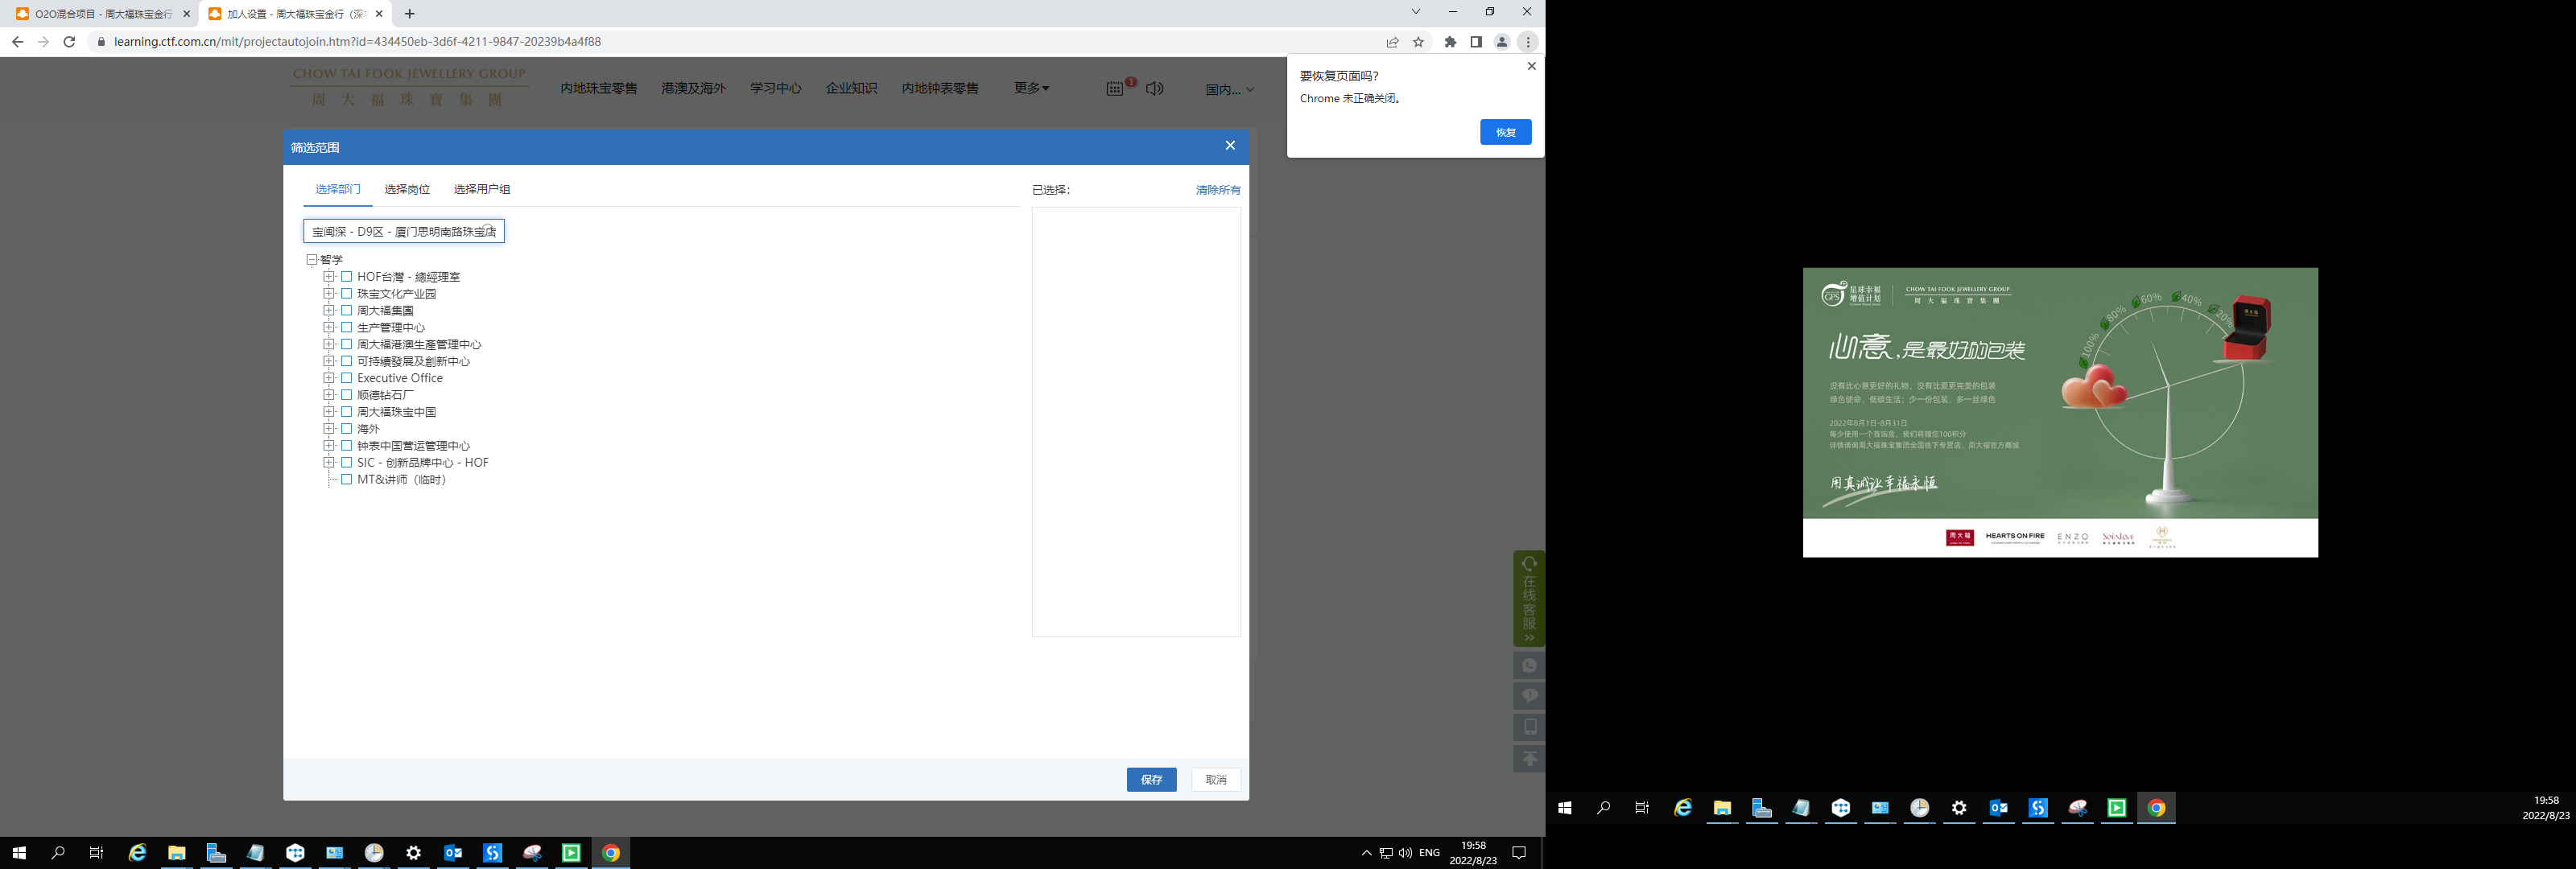 O2O混合项目 - 周大福珠宝金行
加人设置 - 周大福珠宝金行（深圳
learning.ctf.com.cn/mit/projectautojoin.htm?id=434450eb-3d6f-4211-9847-20239b4a4f88
要恢复页面吗?
Chrome 未正确关闭。
恢复
CHOW TAI FOOK JEWELLERY GROUP
周大福珠寶集團
内地珠宝零售 港澳及海外 学习中心 企业知识 内地钟表零售 更多
1
国内...
筛选范围
选择部门 选择岗位 选择用户组
已选择:
清除所有
宝闽深 - D9区 - 厦门思明南路珠宝店
智学
HOF台灣 - 總經理室
珠宝文化产业园
周大福集團
生产管理中心
周大福港澳生產管理中心
可持續發展及創新中心
Executive Office
顺德钻石厂
周大福珠宝中国
海外
钟表中国营运管理中心
SIC - 创新品牌中心 - HOF
MT&讲师（临时）
在线客服
保存 取消
ENG
19:58
2022/8/23
星球幸福
增值计划
CHOW TAI FOOK JEWELLERY GROUP
周大福珠寶集團
心意,是最好的包装
没有比心意更好的礼物，没有比爱更完美的包装
绿色使命，低碳生活；少一份包装，多一丝绿色
2022年8月1日-8月31日
每少使用一个首饰盒，我们将赠您100积分
详情请询周大福珠宝集团全国线下专营店、周大福官方商城
用真诚让幸福永恒
100% 80% 60% 40% 20%
周大福
周大福
HEARTS ON FIRE
ENZO
Soinlove
19:58
2022/8/23